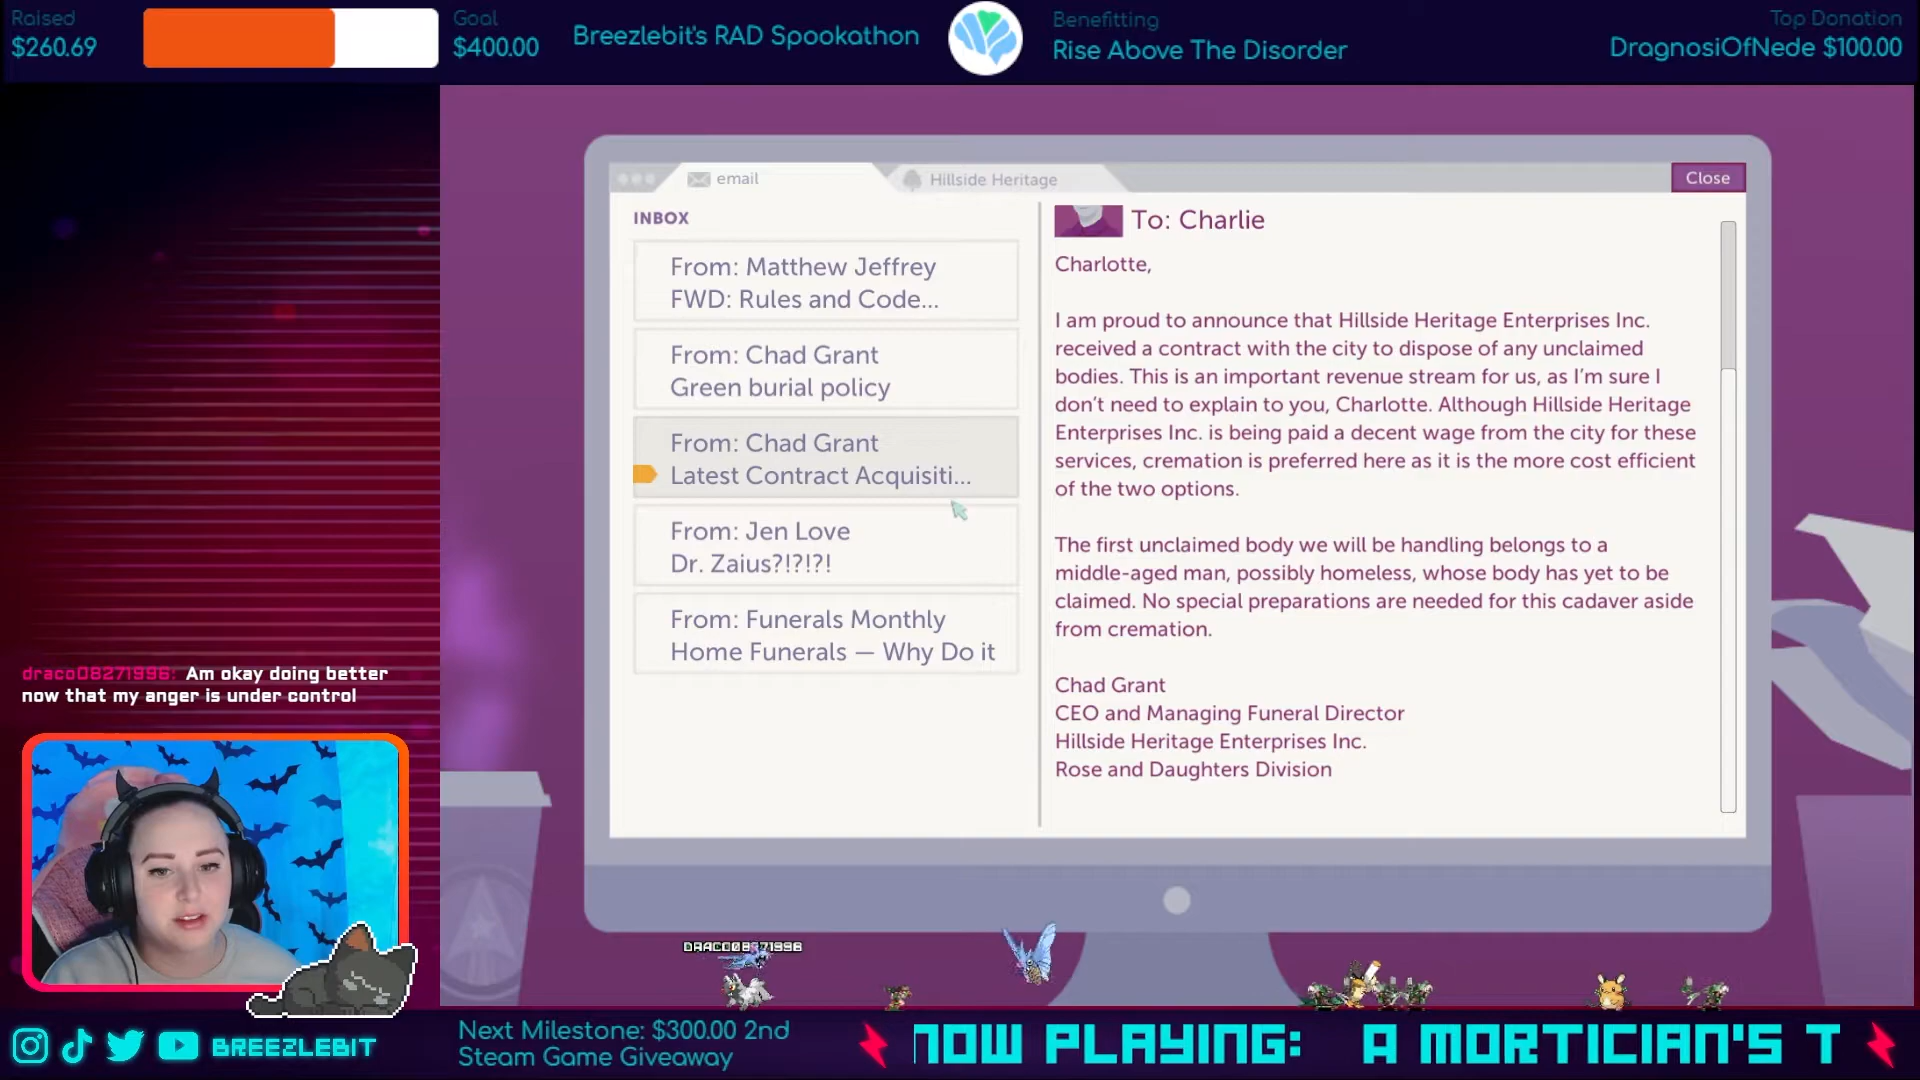 Raised
$260.69
Goal
$400.00
Breezlebit's RAD Spookathon
Benefitting
Rise Above The Disorder
Top Donation
DragnosiOfNede $100.00
email
Hillside Heritage
Close
INBOX
From: Matthew Jeffrey
FWD: Rules and Code...
From: Chad Grant
Green burial policy
From: Chad Grant
Latest Contract Acquisiti...
From: Jen Love
Dr. Zaius?!?!?!
From: Funerals Monthly
Home Funerals — Why Do it
To: Charlie
Charlotte,
I am proud to announce that Hillside Heritage Enterprises Inc.
received a contract with the city to dispose of any unclaimed
bodies. This is an important revenue stream for us, as I'm sure I
don't need to explain to you, Charlotte. Although Hillside Heritage
Enterprises Inc. is being paid a decent wage from the city for these
services, cremation is preferred here as it is the more cost efficient
of the two options.
The first unclaimed body we will be handling belongs to a
middle-aged man, possibly homeless, whose body has yet to be
claimed. No special preparations are needed for this cadaver aside
from cremation.
Chad Grant
CEO and Managing Funeral Director
Hillside Heritage Enterprises Inc.
Rose and Daughters Division
draco08271996: Am okay doing better
now that my anger is under control
DRACO08271996
BREEZLEBIT
Next Milestone: $300.00 2nd
Steam Game Giveaway
NOW PLAYING: A MORTICIAN'S T